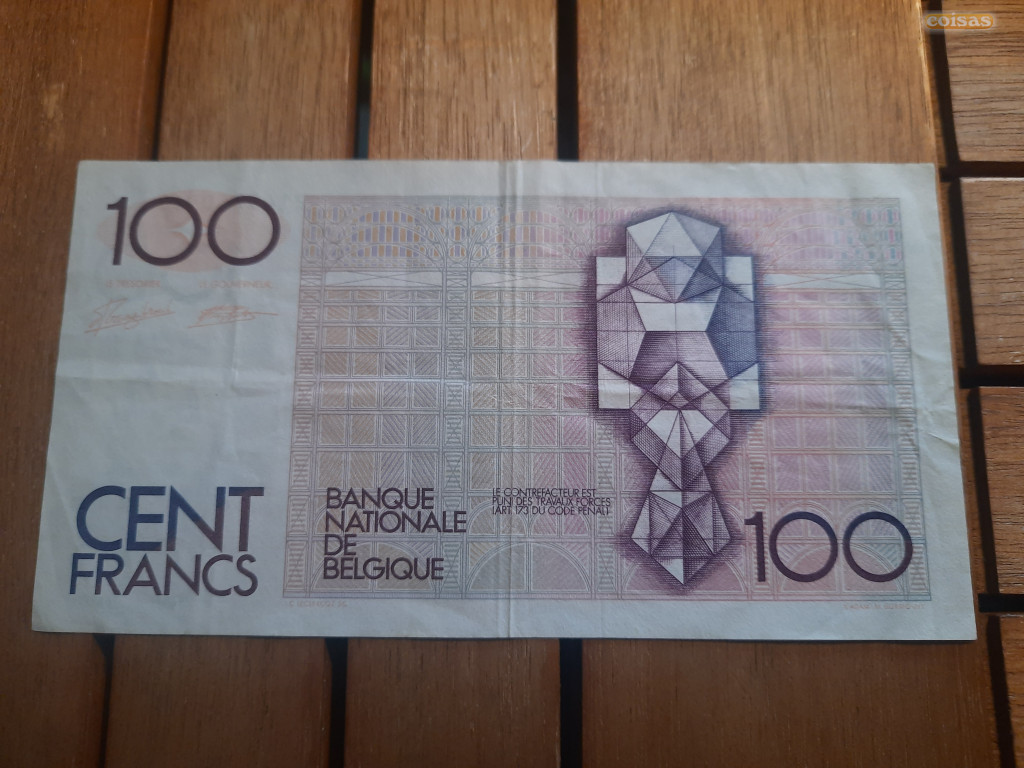 coisas
100
CENT
FRANCS
BANQUE
NATIONALE
DE
BELGIQUE
LE CONTREFACTEUR EST
PUNI DES TRAVAUX FORCES
(ART. 173 DU CODE PENAL)
100